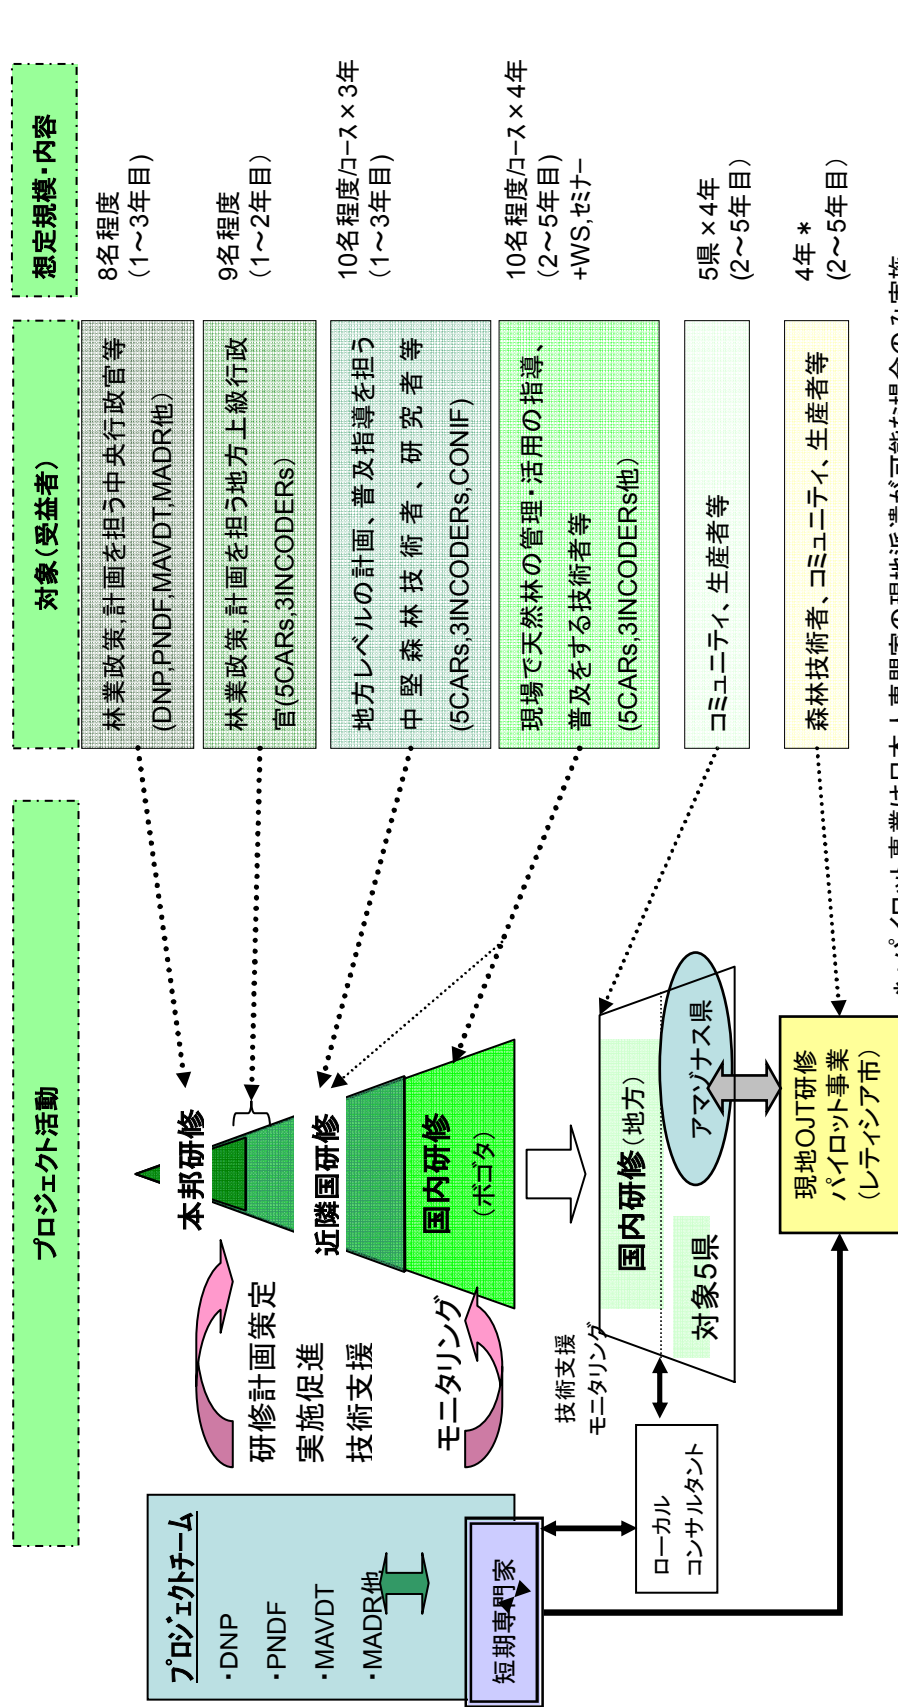 プロジェクト活動
対象（受益者）
想定規模・内容
プロジェクトチーム
・DNP
・PNDF
・MAVDT
・MADR他
短期専門家
研修計画策定
実施促進
技術支援
モニタリング
本邦研修
近隣国研修
国内研修
（ボゴタ）
技術支援
モニタリング
国内研修（地方）
対象5県
アマゾナス県
ローカル
コンサルタント
現地OJT研修
パイロット事業
（レティシア市）
林業政策,計画を担う中央行政官等
(DNP,PNDF,MAVDT,MADR他)
8名程度
（1～3年目）
林業政策,計画を担う地方上級行政
官(5CARs,3INCODERs)
9名程度
（1～2年目）
地方レベルの計画、普及指導を担う
中堅森林技術者、研究者等
(5CARs,3INCODERs,CONIF)
10名程度/コース×3年
（1～3年目）
現場で天然林の管理・活用の指導、
普及をする技術者等
(5CARs,3INCODERs他)
10名程度/コース×4年
（2～5年目）
+WS,セミナー
コミュニティ、生産者等
5県×4年
（2～5年目）
森林技術者、コミュニティ、生産者等
4年＊
（2～5年目）